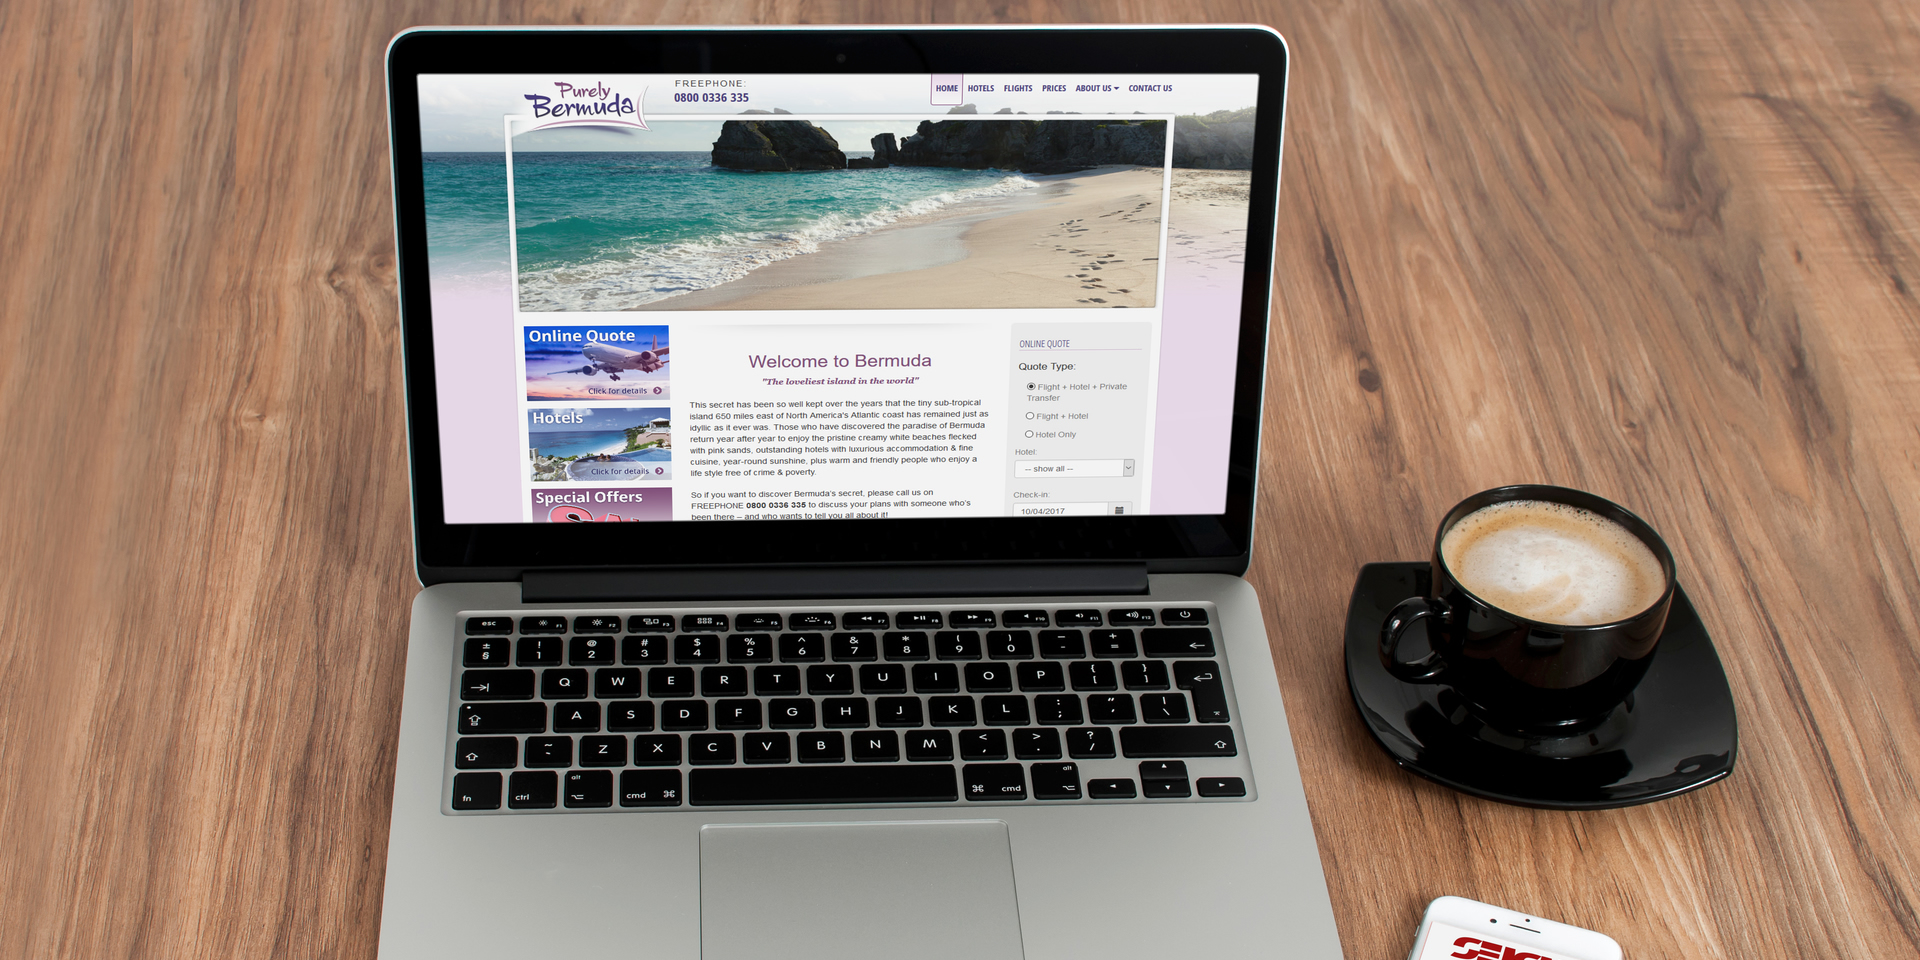 Purely
Bermuda
FREEPHONE:
0800 0336 335
HOME HOTELS FLIGHTS PRICES ABOUT US CONTACT US
Online Quote
Click for details
Hotels
Click for details
Special Offers
Welcome to Bermuda
"The loveliest island in the world"
This secret has been so well kept over the years that the tiny sub-tropical
island 650 miles east of North America's Atlantic coast has remained just as
idyllic as it ever was. Those who have discovered the paradise of Bermuda
return year after year to enjoy the pristine creamy white beaches flecked
with pink sands, outstanding hotels with luxurious accommodation & fine
cuisine, year-round sunshine, plus warm and friendly people who enjoy a
life style free of crime & poverty.
So if you want to discover Bermuda's secret, please call us on
FREEPHONE 0800 0336 335 to discuss your plans with someone who's
been there – and who wants to tell you all about it!
ONLINE QUOTE
Quote Type:
Flight + Hotel + Private
Transfer
Flight + Hotel
Hotel Only
Hotel:
-- show all --
Check-in:
10/04/2017
esc F1 F2 F3 F4 F5 F6 F7 F8 F9 F10 F11 F12
± ! @ # $ % ^ & * ( ) _ +
§ 1 2 3 4 5 6 7 8 9 0 - =
Q W E R T Y U I O P { }
[ ]
A S D F G H J K L : " |
; ' \
~ Z X C V B N M < > ?
` , . /
fn ctrl alt cmd cmd alt